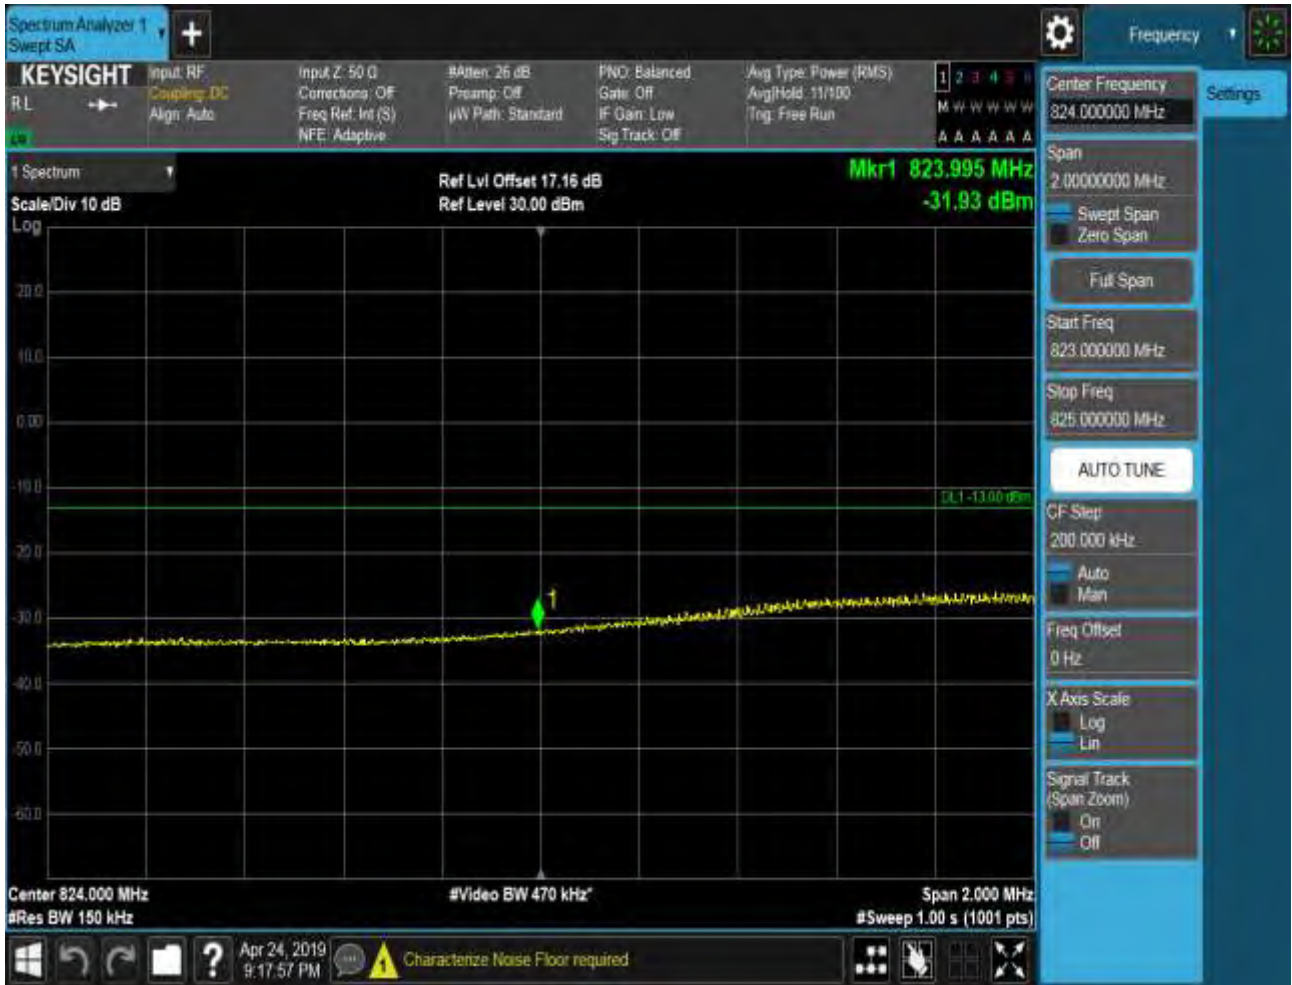 Spectrum Analyzer 1
Swept SA
Frequency
KEYSIGHT
RL
Input: RF
Coupling: DC
Align: Auto
Input Z: 50 Ω
Corrections: Off
Freq Ref: Int (S)
NFE: Adaptive
#Atten: 26 dB
Preamp: Off
µW Path: Standard
PNO: Balanced
Gate: Off
IF Gain: Low
Sig Track: Off
Avg Type: Power (RMS)
Avg|Hold: 11/100
Trig: Free Run
1 2 3 4 5 6
M W W W W W
A A A A A A
1 Spectrum
Scale/Div 10 dB
Log
Ref Lvl Offset 17.16 dB
Ref Level 30.00 dBm
Mkr1 823.995 MHz
-31.93 dBm
20.0
10.0
0.00
-10.0
-20.0
-30.0
-40.0
-50.0
-60.0
DL1 -13.00 dBm
1
Center 824.000 MHz
#Res BW 150 kHz
#Video BW 470 kHz*
Span 2.000 MHz
#Sweep 1.00 s (1001 pts)
Center Frequency
824.000000 MHz
Settings
Span
2.00000000 MHz
Swept Span
Zero Span
Full Span
Start Freq
823.000000 MHz
Stop Freq
825.000000 MHz
AUTO TUNE
CF Step
200.000 kHz
Auto
Man
Freq Offset
0 Hz
X Axis Scale
Log
Lin
Signal Track
(Span Zoom)
On
Off
?
Apr 24, 2019
9:17:57 PM
1
Characterize Noise Floor required